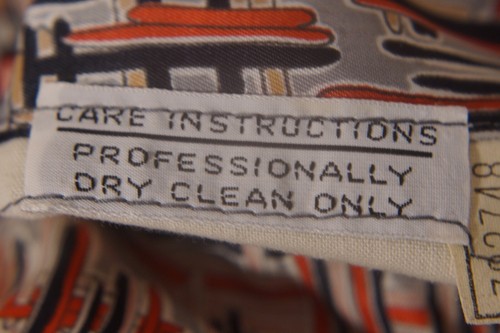 CARE INSTRUCTIONS
PROFESSIONALLY
DRY CLEAN ONLY